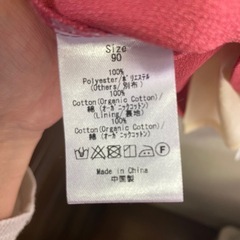 Size
90
100%
Polyester/ポリエステル
(Others/別布)
100%
Cotton(Organic Cotton)/
綿(オーガニックコットン)
(Lining/裏地)
100%
Cotton(Organic Cotton)/
綿(オーガニックコットン)
F
Made in China
中国製